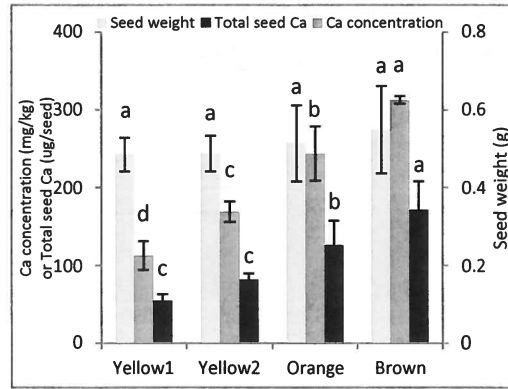 Seed weight Total seed Ca Ca concentration
Ca concentration (mg/kg)
or Total seed Ca (ug/seed)
400
300
200
100
0
a
d
c
a
c
c
a
b
b
a
a
a
Yellow1 Yellow2 Orange Brown
0.8
0.6
0.4
0.2
0
Seed weight (g)